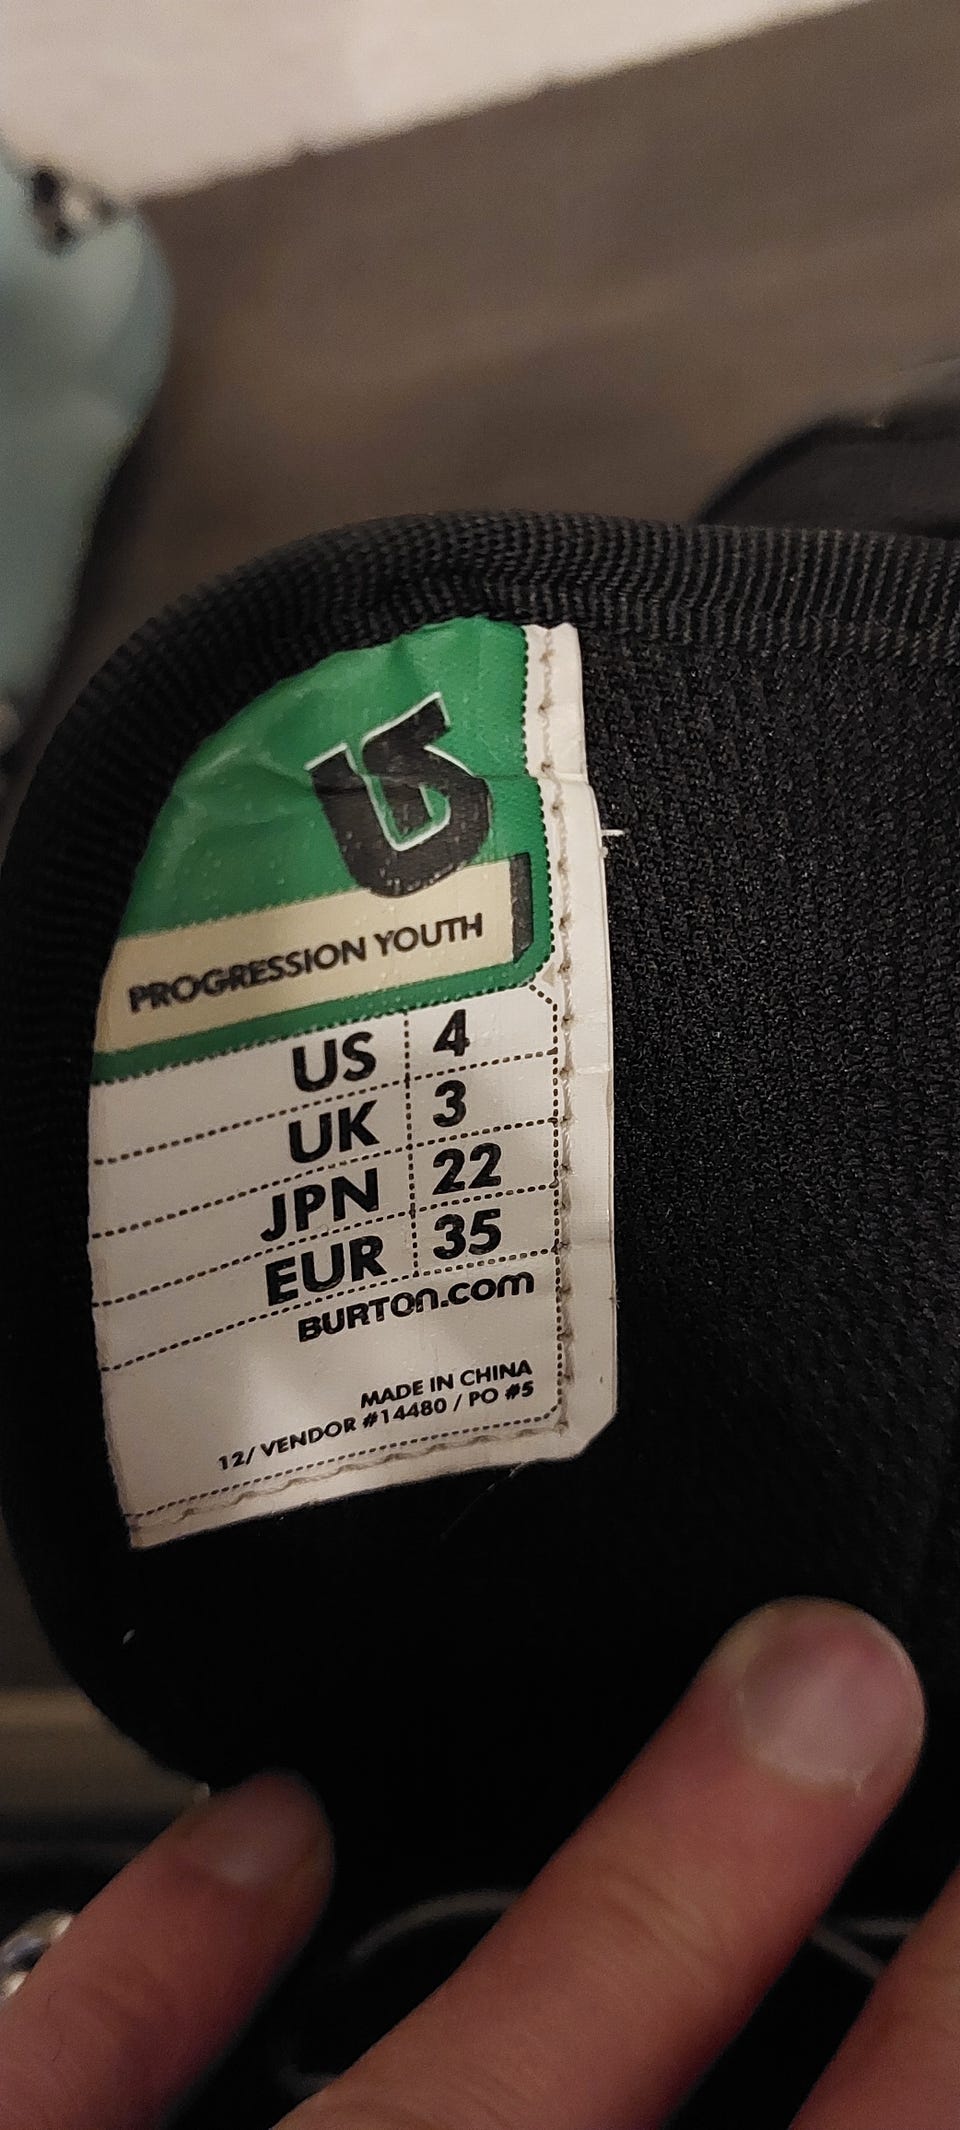 PROGRESSION YOUTH
US 4
UK 3
JPN 22
EUR 35
BURTON.COM
MADE IN CHINA
12/ VENDOR #14480 / PO #5